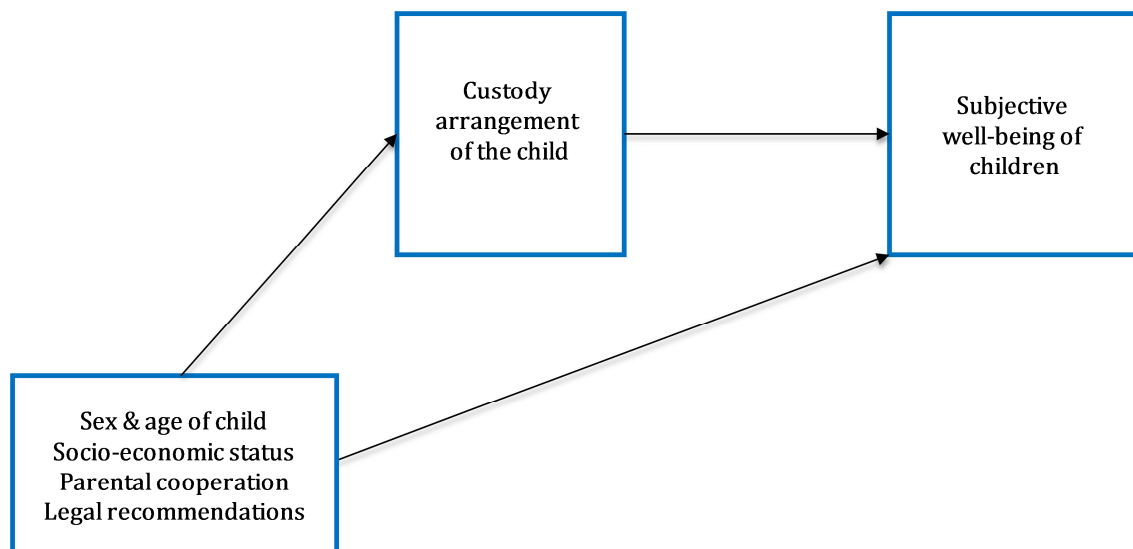 Custody
arrangement
of the child
Subjective
well-being of
children
Sex & age of child
Socio-economic status
Parental cooperation
Legal recommendations